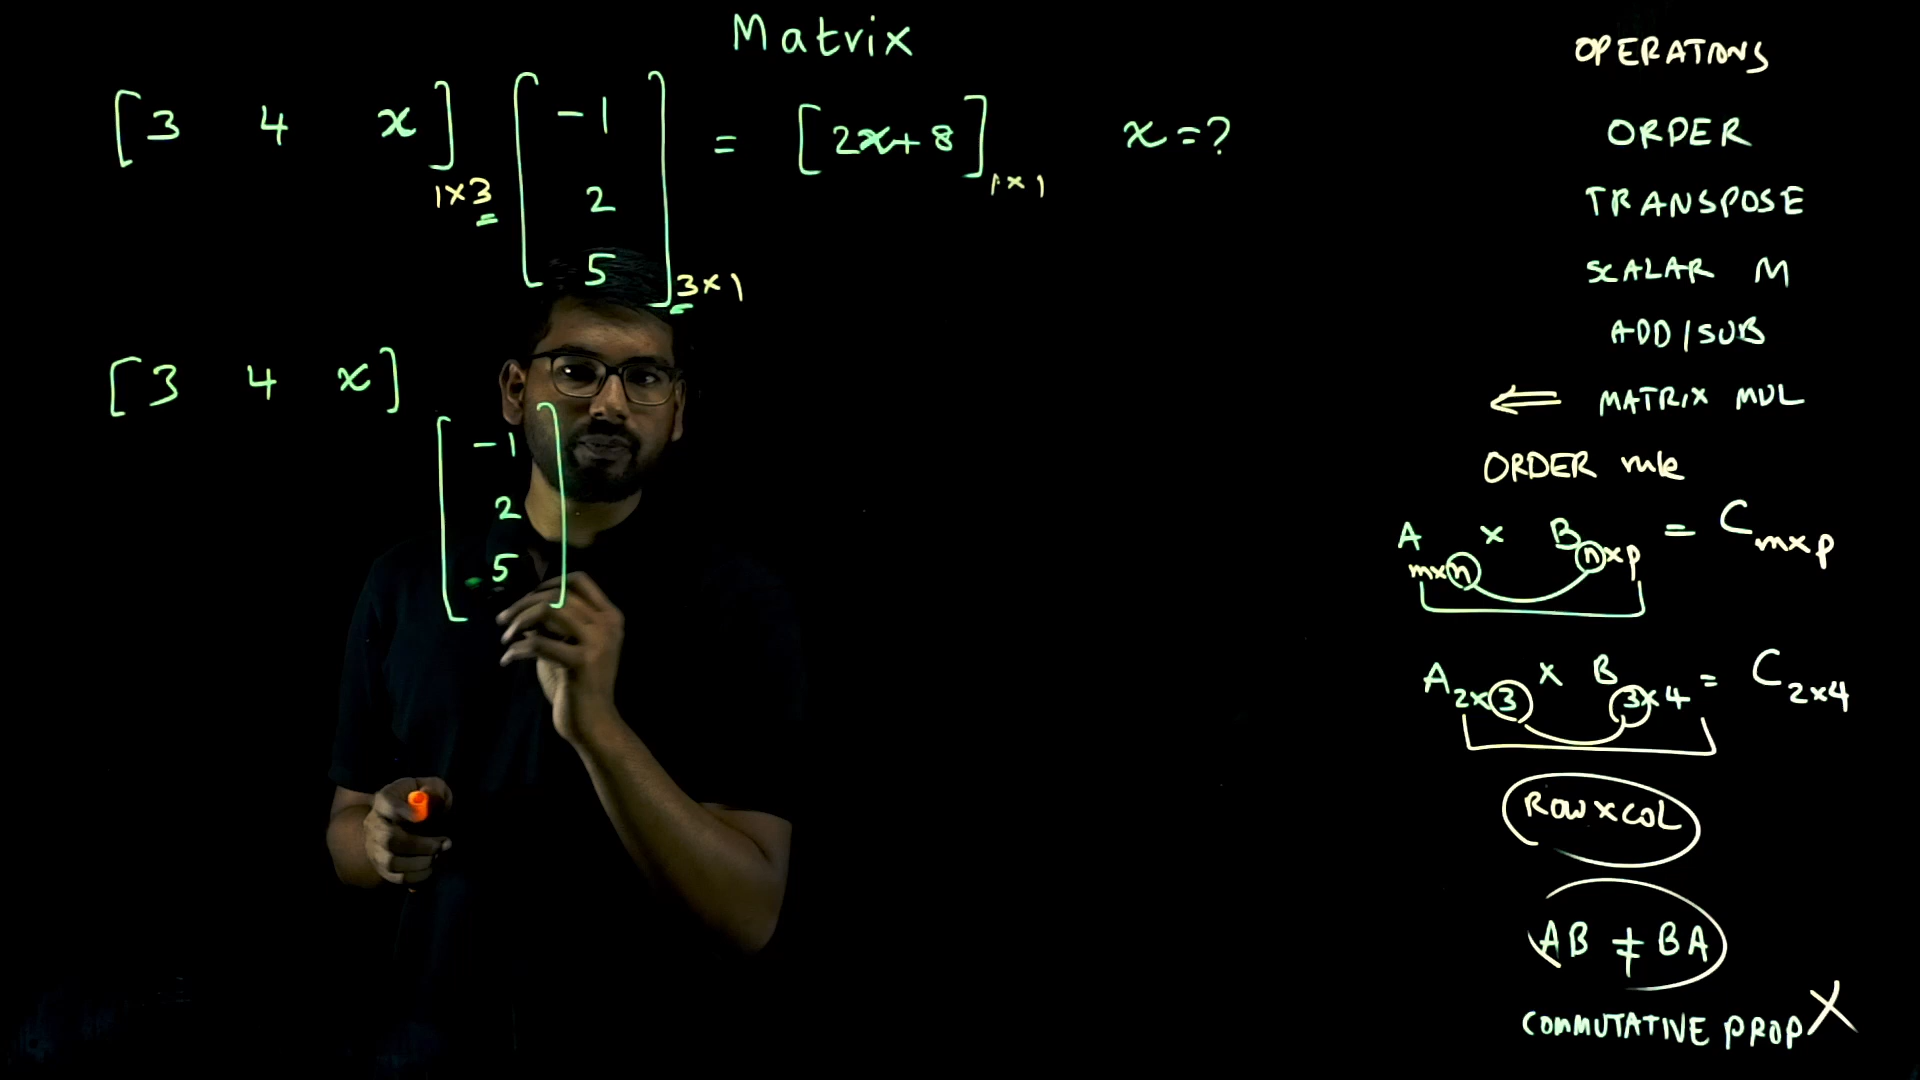 Matrix
[3 4 x]1×3 [-1 2 5]3×1 = [2x+8]1×1 x=?
[3 4 x]
[-1
2
5]
OPERATIONS
ORDER
TRANSPOSE
SCALAR M
ADD/SUB
⇐ MATRIX MUL
ORDER rule
A m×n × B n×p = C m×p
A 2×3 × B 3×4 = C 2×4
ROW×COL
AB ≠ BA
COMMUTATIVE PROP X